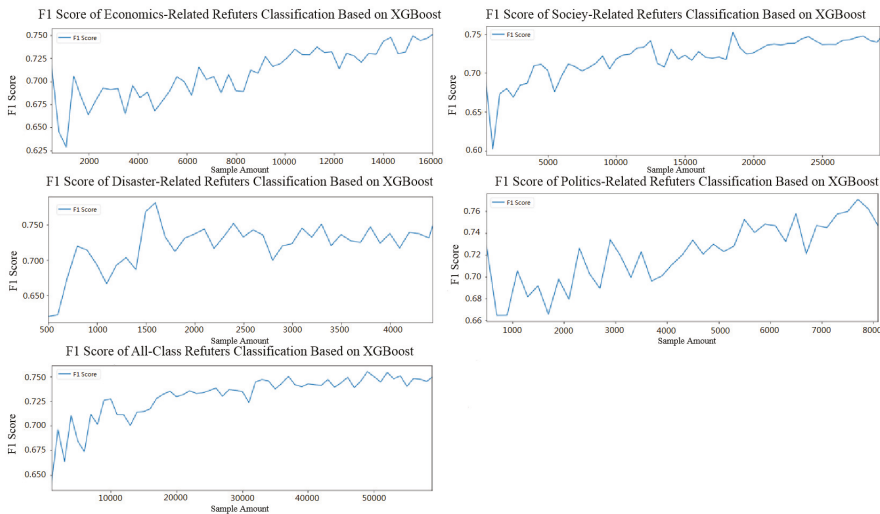 F1 Score of Economics-Related Refuters Classification Based on XGBoost
F1 Score
F1 Score
0.750
0.725
0.700
0.675
0.650
0.625
2000 4000 6000 8000 10000 12000 14000 16000
Sample Amount
F1 Score of Sociey-Related Refuters Classification Based on XGBoost
F1 Score
F1 Score
0.75
0.70
0.65
0.60
5000 10000 15000 20000 25000
Sample Amount
F1 Score of Disaster-Related Refuters Classification Based on XGBoost
F1 Score
F1 Score
0.750
0.700
0.650
500 1000 1500 2000 2500 3000 3500 4000
Sample Amount
F1 Score of Politics-Related Refuters Classification Based on XGBoost
F1 Score
F1 Score
0.76
0.74
0.72
0.70
0.68
0.66
1000 2000 3000 4000 5000 6000 7000 8000
Sample Amount
F1 Score of All-Class Refuters Classification Based on XGBoost
F1 Score
F1 Score
0.750
0.725
0.700
0.675
0.650
10000 20000 30000 40000 50000
Sample Amount